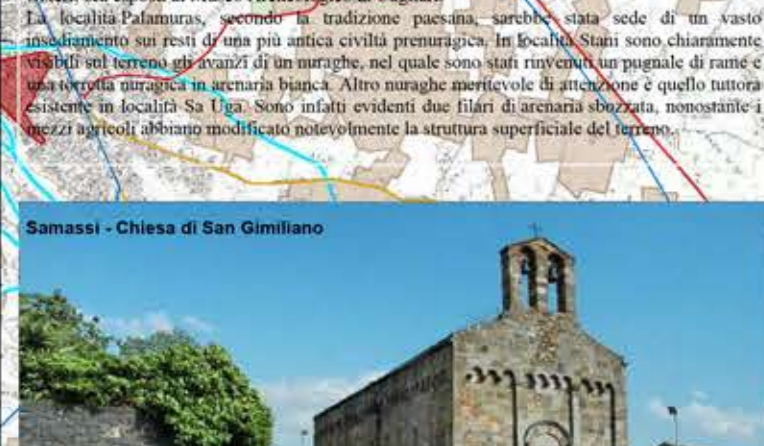 La località Palamuras, secondo la tradizione paesana, sarebbe stata sede di un vasto
insediamento sui resti di una più antica civiltà prenuragica. In località Stani sono chiaramente
visibili sul terreno gli avanzi di un nuraghe, nel quale sono stati rinvenuti un pugnale di rame e
una torretta nuragica in arenaria bianca. Altro nuraghe meritevole di attenzione è quello tuttora
esistente in località Sa Uga. Sono infatti evidenti due filari di arenaria sbozzata, nonostante i
mezzi agricoli abbiano modificato notevolmente la struttura superficiale del terreno.
Samassi - Chiesa di San Gimiliano